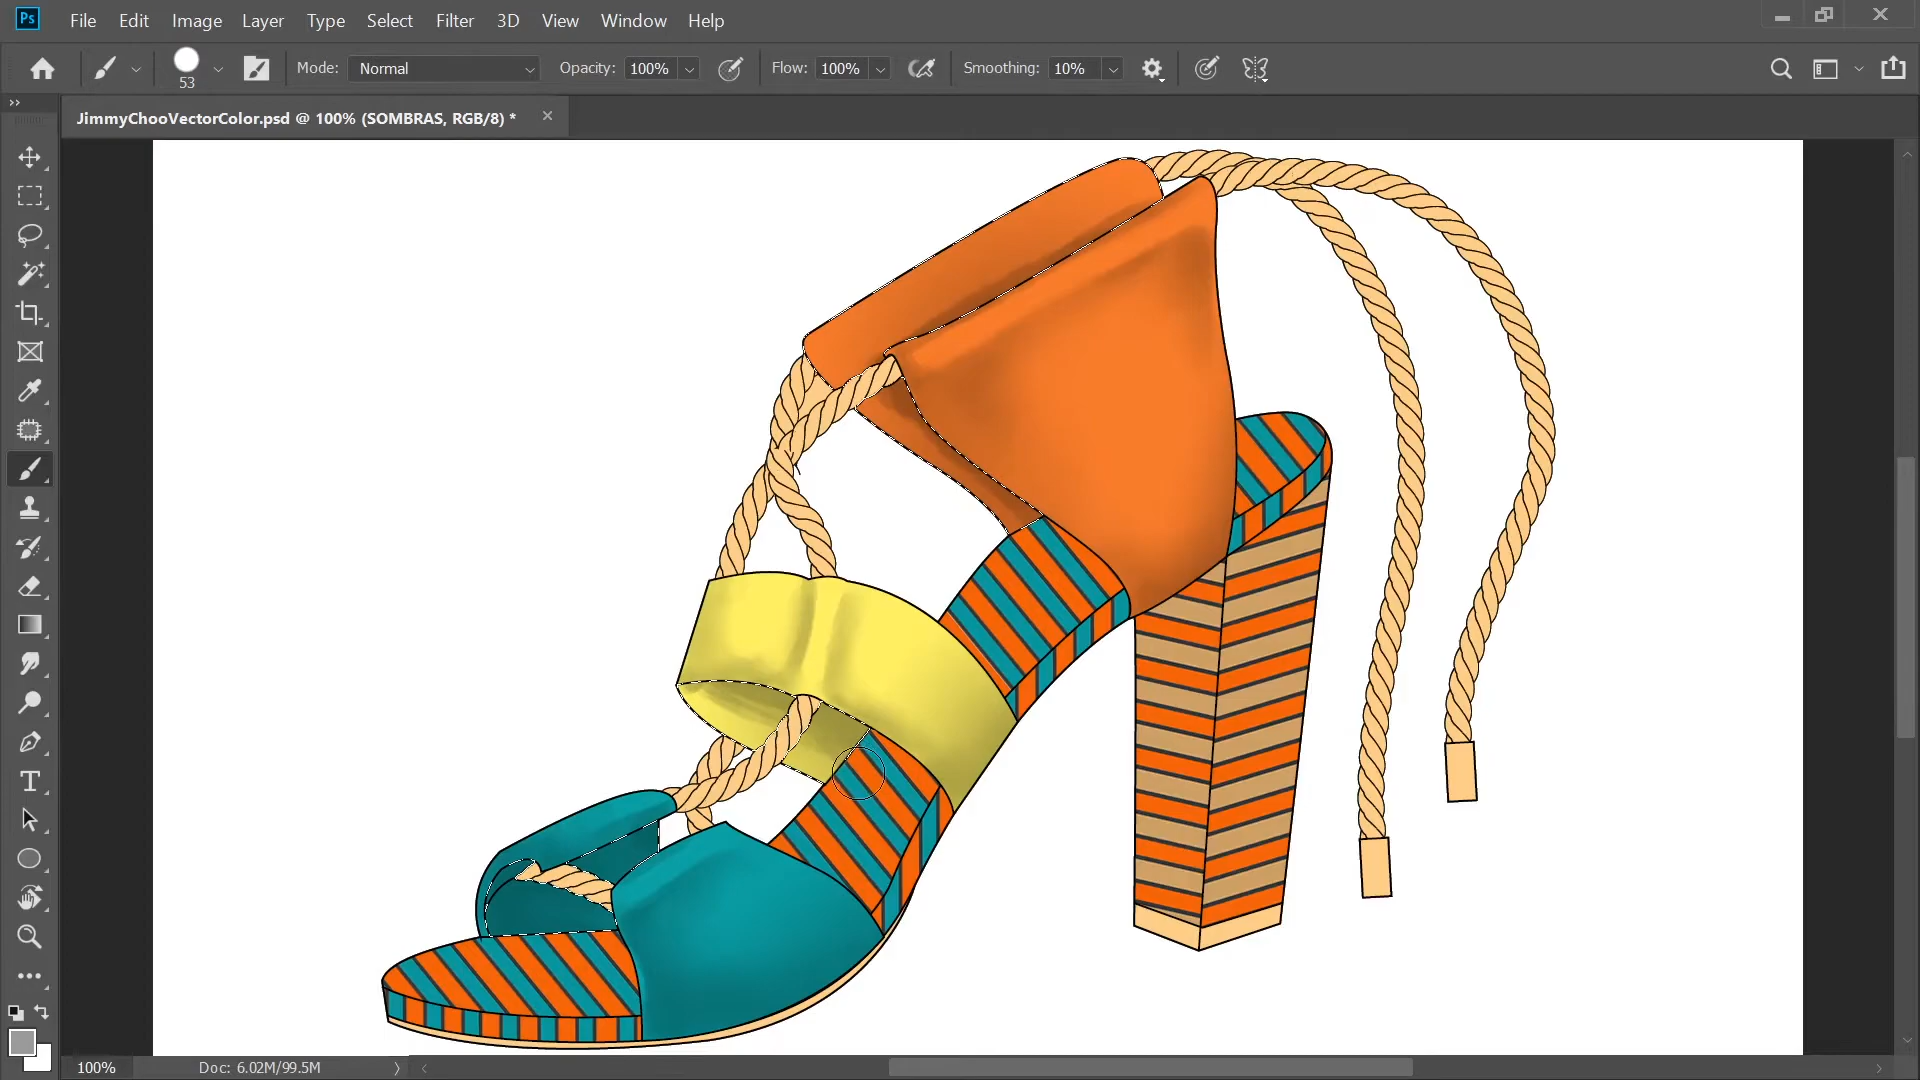 Ps File Edit Image Layer Type Select Filter 3D View Window Help
53 Mode: Normal Opacity: 100% Flow: 100% Smoothing: 10%
JimmyChooVectorColor.psd @ 100% (SOMBRAS, RGB/8) *
T
100% Doc: 6.02M/99.5M